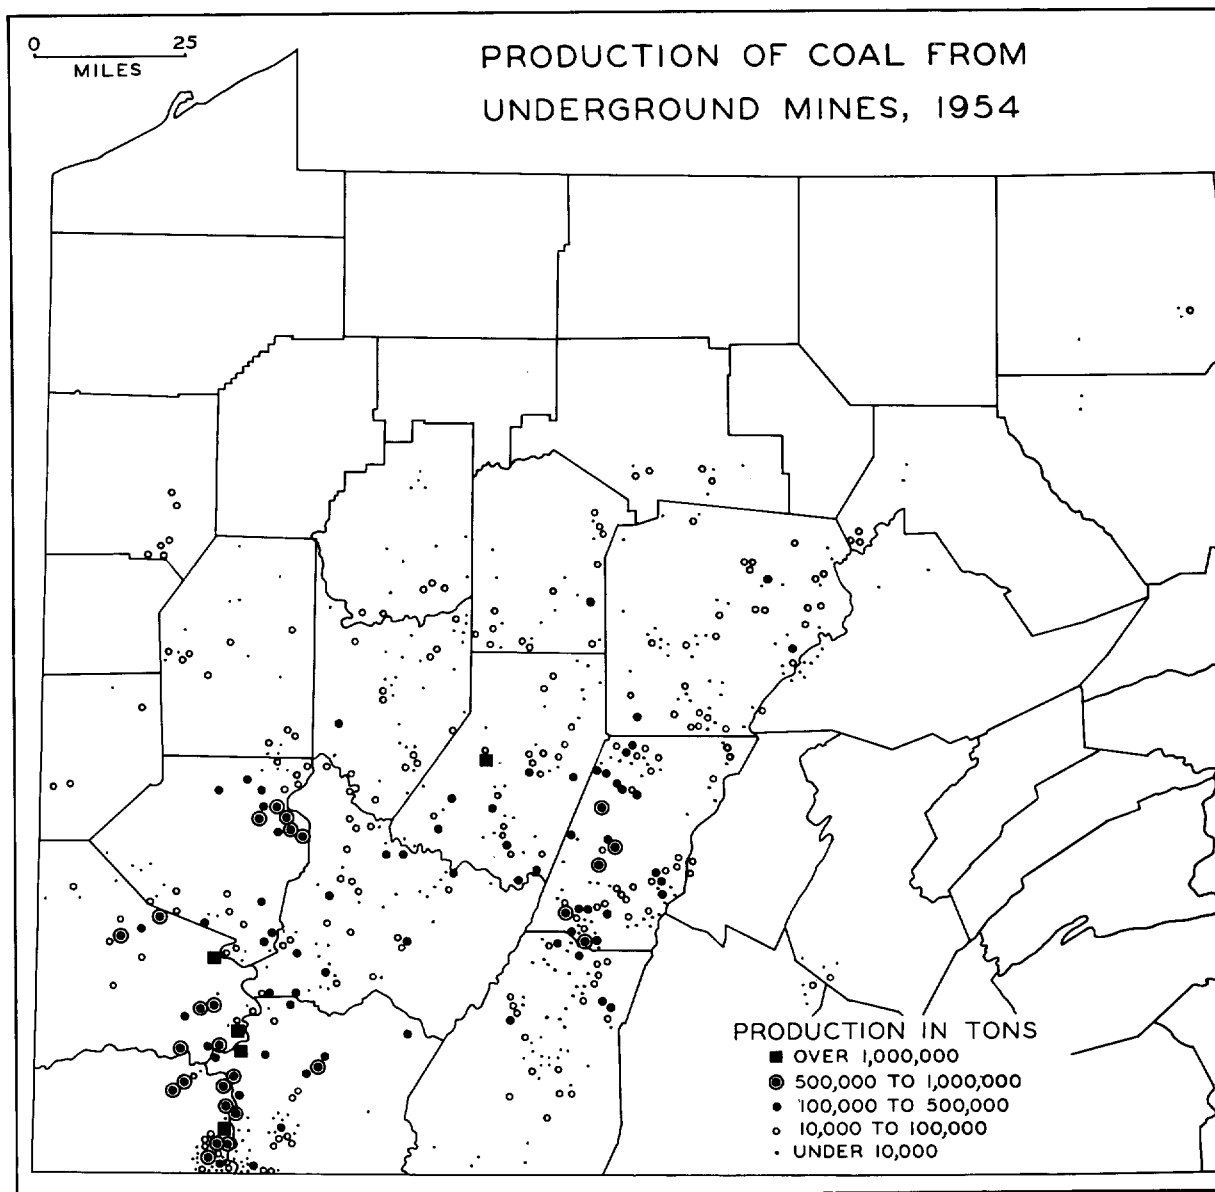 0 25
MILES
PRODUCTION OF COAL FROM
UNDERGROUND MINES, 1954
PRODUCTION IN TONS
OVER 1,000,000
500,000 TO 1,000,000
100,000 TO 500,000
10,000 TO 100,000
UNDER 10,000